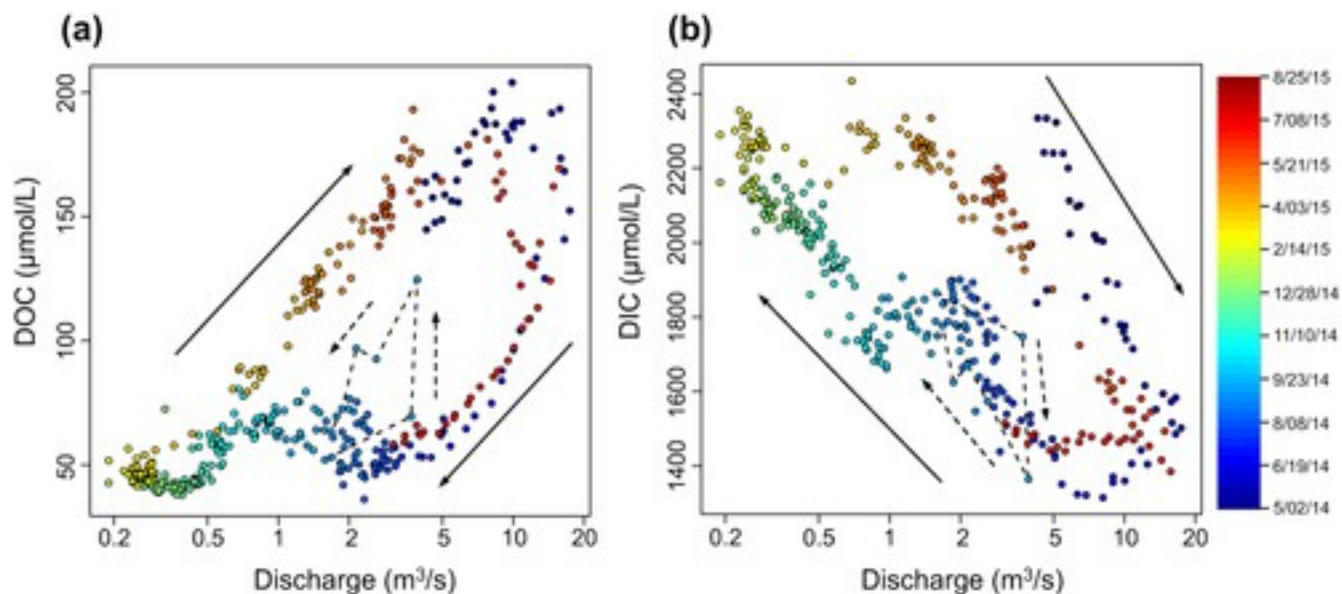 (a)
DOC (µmol/L)
200
150
100
50
0.2 0.5 1 2 5 10 20
Discharge (m³/s)
(b)
DIC (µmol/L)
2400
2200
2000
1800
1600
1400
0.2 0.5 1 2 5 10 20
Discharge (m³/s)
8/25/15
7/08/15
5/21/15
4/03/15
2/14/15
12/28/14
11/10/14
9/23/14
8/08/14
6/19/14
5/02/14